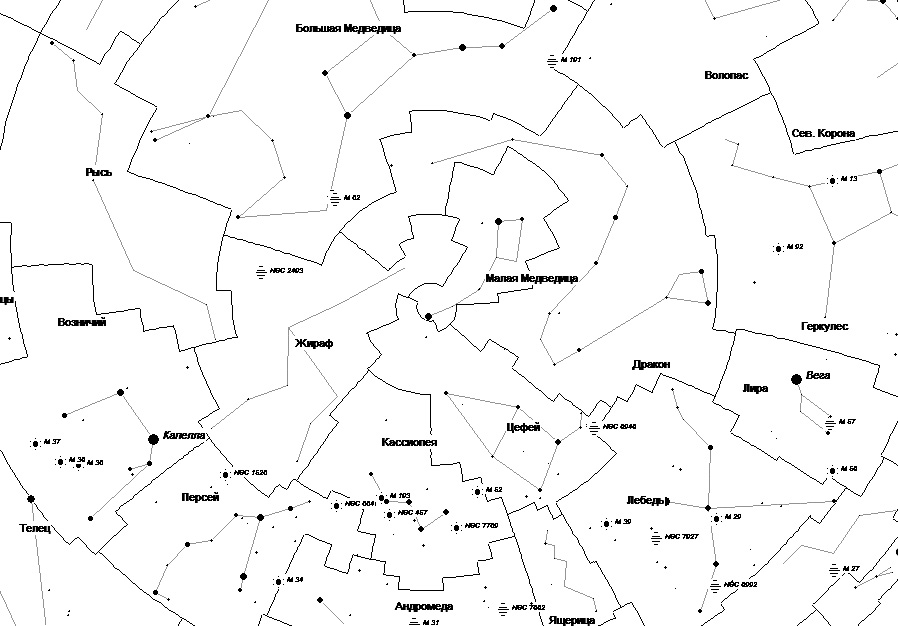 Большая Медведица
M 101
Волопас
Сев. Корона
Рысь
M 13
M 82
M 92
NGC 2403
Малая Медведица
цы
Возничий
Геркулес
Жираф
Дракон
Вега
Лира
M 57
Цефей
NGC 6946
Капелла
Кассиопея
M 37
M 36
M 38
M 56
NGC 1528
Персей
M 52
M 103
Лебедь
NGC 457
M 29
M 39
Телец
NGC 7789
NGC 7027
M 27
M 34
NGC 6992
Андромеда
NGC 7662
M 31
Ящерица